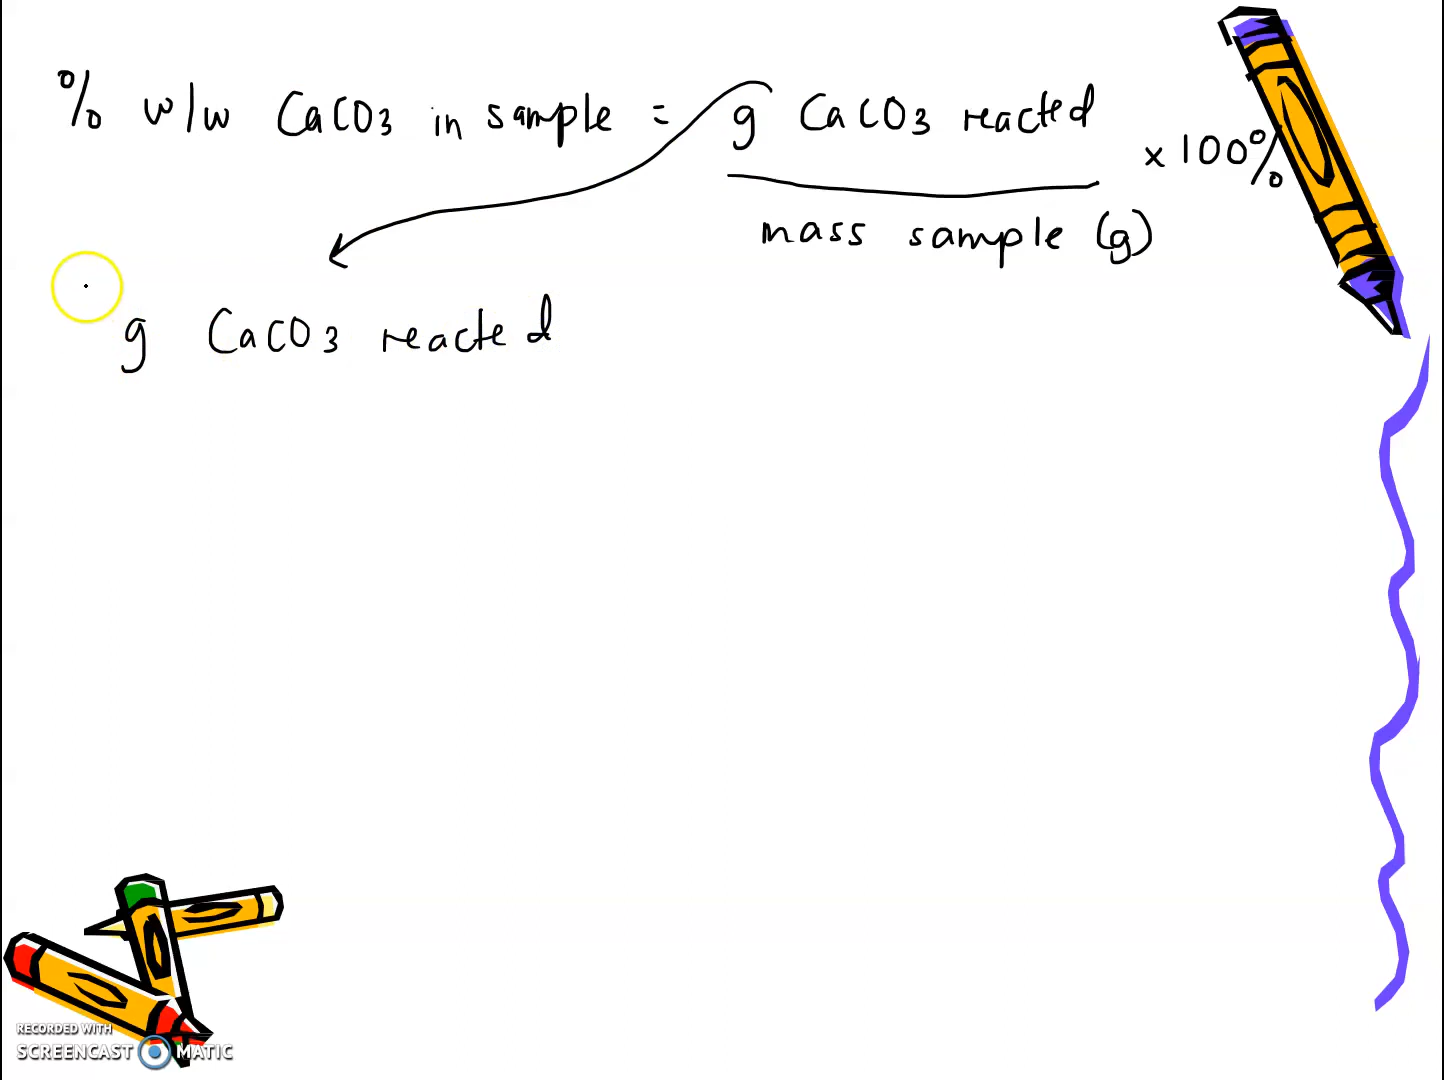 % w/w CaCO3 in sample = g CaCO3 reacted
x 100%
mass sample (g)
g CaCO3 reacted
RECORDED WITH
SCREENCAST MATIC